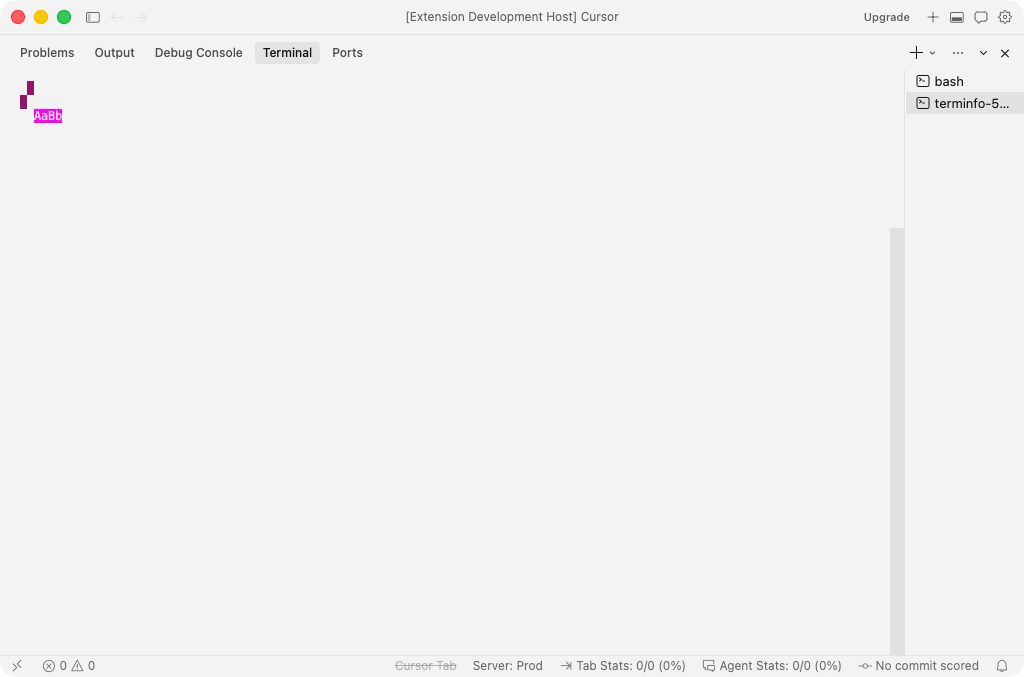 [Extension Development Host] Cursor
Upgrade
Problems Output Debug Console Terminal Ports
bash
terminfo-5...
AaBb
0 0 Cursor Tab Server: Prod Tab Stats: 0/0 (0%) Agent Stats: 0/0 (0%) No commit scored